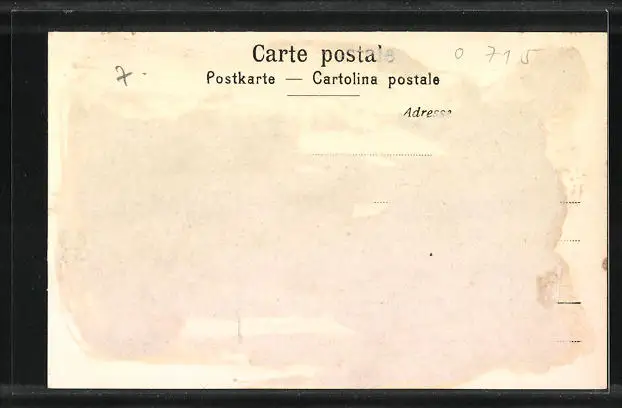 Carte postale
Postkarte — Cartolina postale
Adresse
7.
0 715